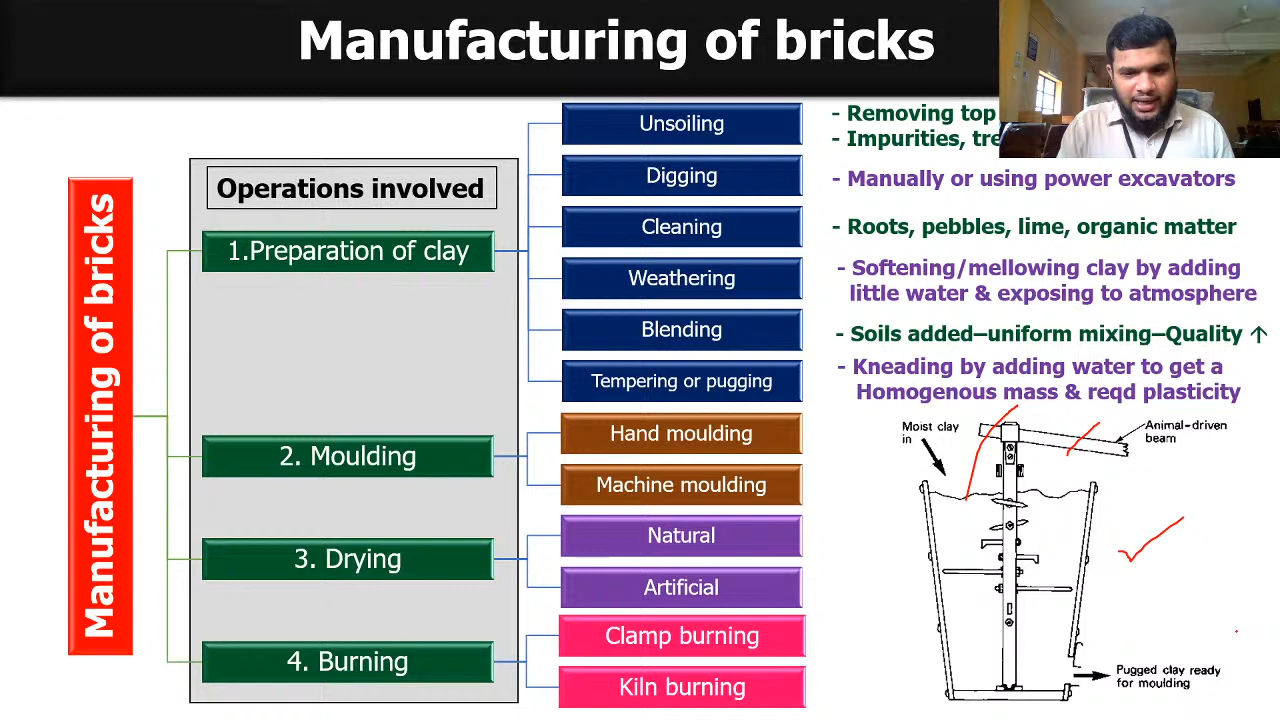 Manufacturing of bricks
Manufacturing of bricks
Operations involved
1.Preparation of clay
2. Moulding
3. Drying
4. Burning
Unsoiling
Digging
Cleaning
Weathering
Blending
Tempering or pugging
Hand moulding
Machine moulding
Natural
Artificial
Clamp burning
Kiln burning
- Removing top
- Impurities,
- Manually or using power excavators
- Roots, pebbles, lime, organic matter
- Softening/mellowing clay by adding
little water & exposing to atmosphere
- Soils added–uniform mixing–Quality ↑
- Kneading by adding water to get a
Homogenous mass & reqd plasticity
Moist clay
in
Animal-driven
beam
Pugged clay ready
for moulding